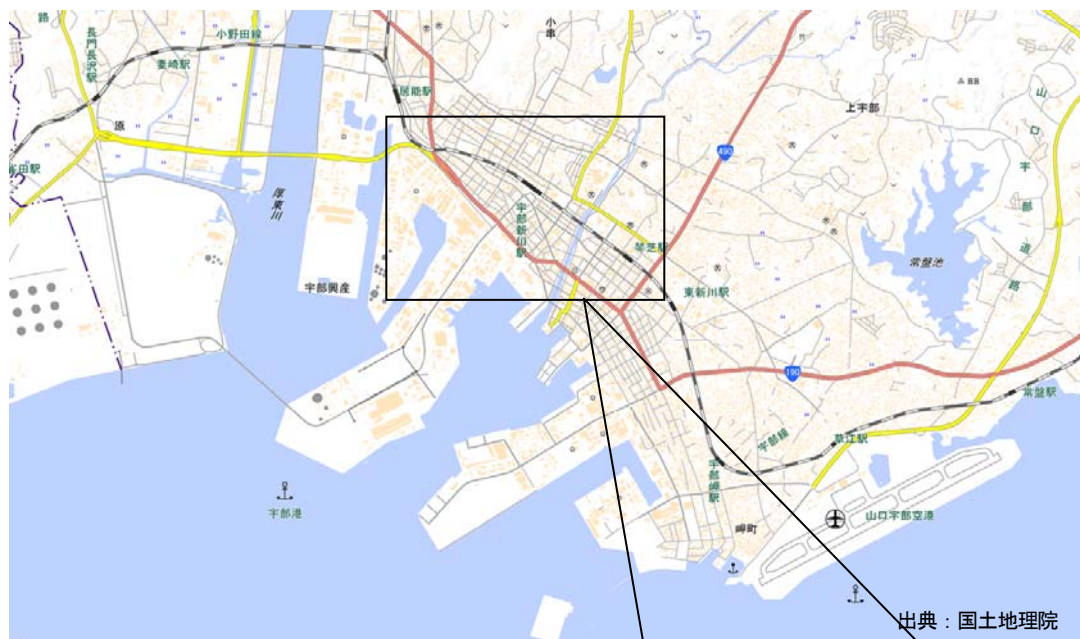 路
小野田線
小串
長門長沢駅
妻崎駅
居能駅
原
上宇部
88
山口宇部道路
490
厚東川
宇部新川駅
琴芝駅
常盤池
宇部興産
東新川駅
190
常盤駅
草江駅
宇部線
宇部岬駅
宇部港
岬町
山口宇部空港
出典：国土地理院